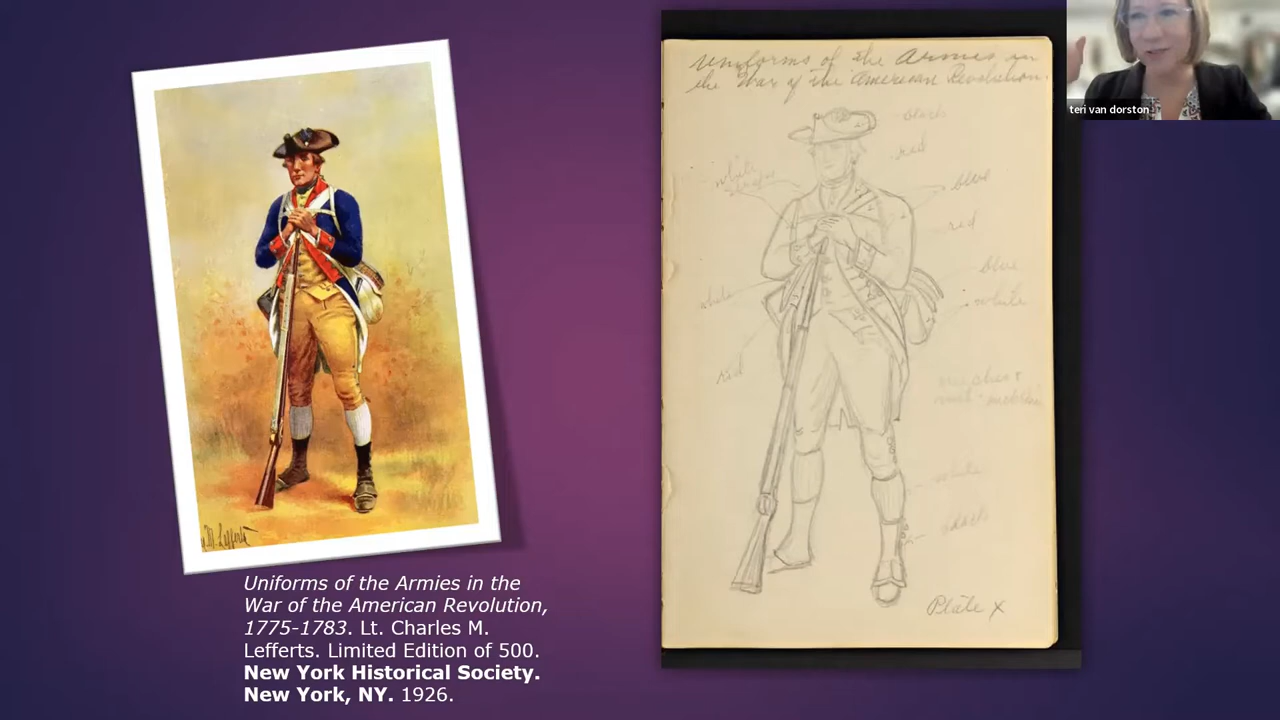 Uniforms of the Armies in
the War of the American Revolution.
black
red
white
straps
blue
red
blue
white
white
red
white
black
Plate X
W.M. Lefferts
Uniforms of the Armies in the
War of the American Revolution,
1775-1783. Lt. Charles M.
Lefferts. Limited Edition of 500.
New York Historical Society.
New York, NY. 1926.
teri van dorston